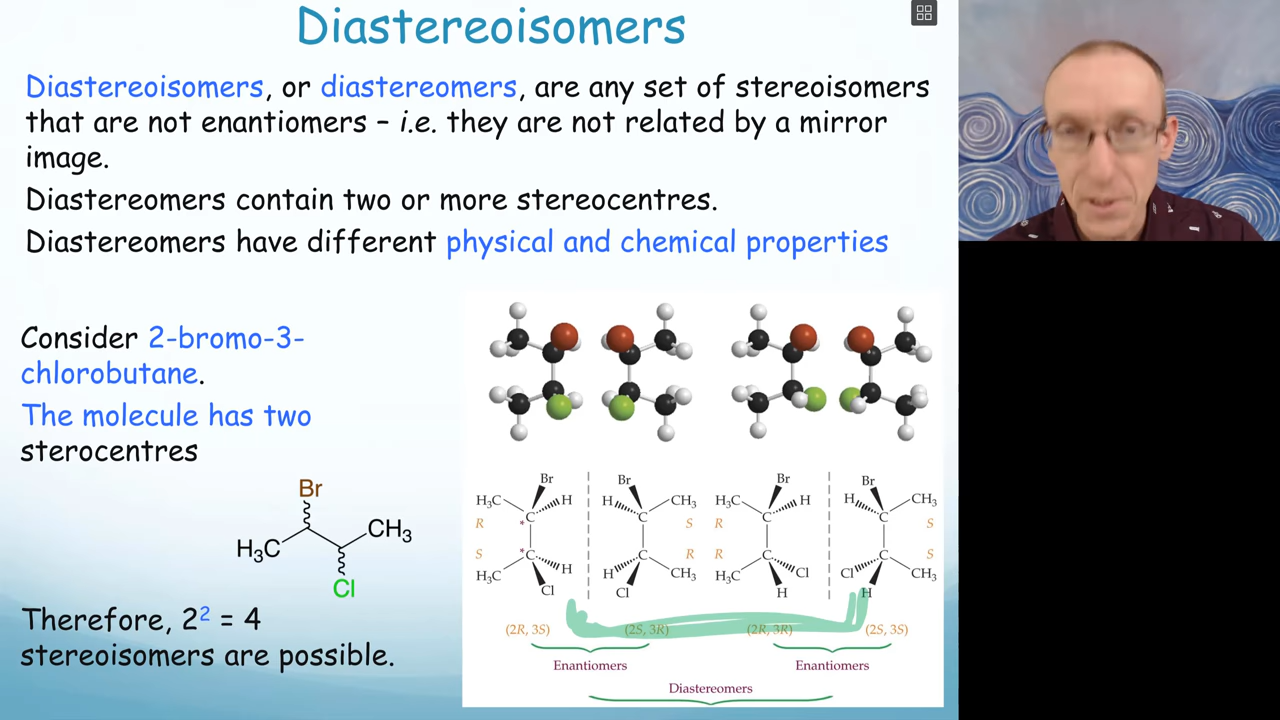 Diastereoisomers
Diastereoisomers, or diastereomers, are any set of stereoisomers
that are not enantiomers – i.e. they are not related by a mirror
image.
Diastereomers contain two or more stereocentres.
Diastereomers have different physical and chemical properties
Consider 2-bromo-3-
chlorobutane.
The molecule has two
sterocentres
Br
CH₃
H₃C
Cl
Therefore, 2² = 4
stereoisomers are possible.
Br Br Br Br
H₃C H H CH₃ H₃C H H CH₃
R *C C S R C S
S *C C R R C C S
C
H₃C H H CH₃ H₃C Cl Cl CH₃
Cl Cl H H
(2R, 3S) (2S, 3R) (2R, 3R) (2S, 3S)
Enantiomers Enantiomers
Diastereomers